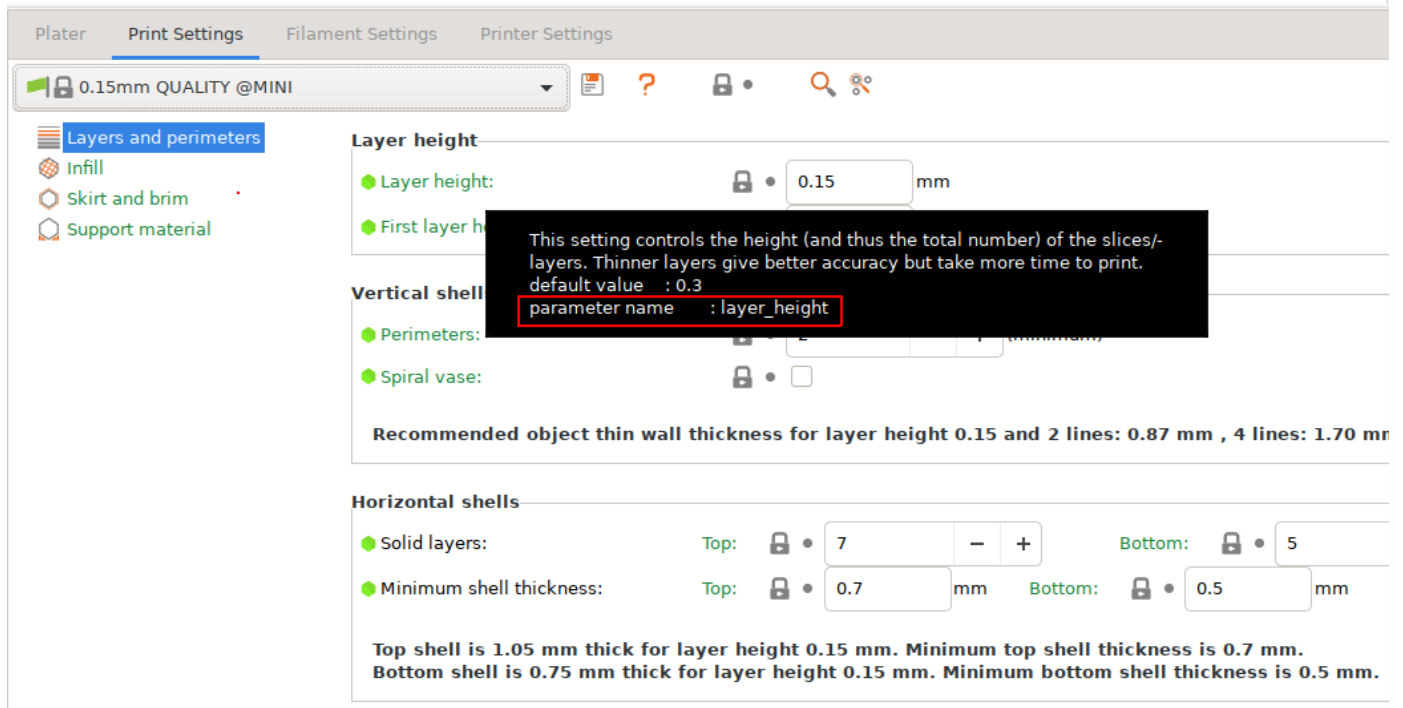 Plater Print Settings Filament Settings Printer Settings
0.15mm QUALITY @MINI ?
Layers and perimeters
Infill
Skirt and brim
Support material
Layer height
Layer height: 0.15 mm
First layer
This setting controls the height (and thus the total number) of the slices/-
layers. Thinner layers give better accuracy but take more time to print.
default value : 0.3
parameter name : layer_height
Vertical shell
Perimeters:
Spiral vase:
Recommended object thin wall thickness for layer height 0.15 and 2 lines: 0.87 mm , 4 lines: 1.70 mm
Horizontal shells
Solid layers: Top: 7 − + Bottom: 5
Minimum shell thickness: Top: 0.7 mm Bottom: 0.5 mm
Top shell is 1.05 mm thick for layer height 0.15 mm. Minimum top shell thickness is 0.7 mm.
Bottom shell is 0.75 mm thick for layer height 0.15 mm. Minimum bottom shell thickness is 0.5 mm.